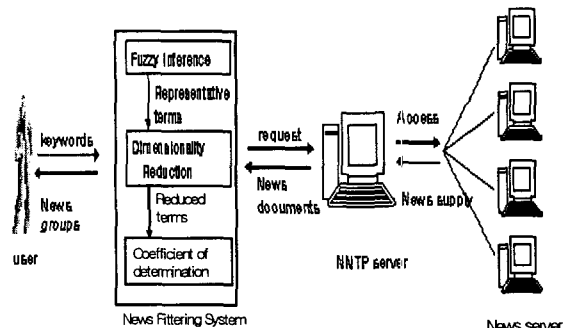 Fuzzy Inference
Representative
terms
Dimensionality
Reduction
Reduced
terms
Coefficient of
determination
News Fittering System
keywords
News
groups
user
request
News
documents
NNTP server
Access
News supply
News server